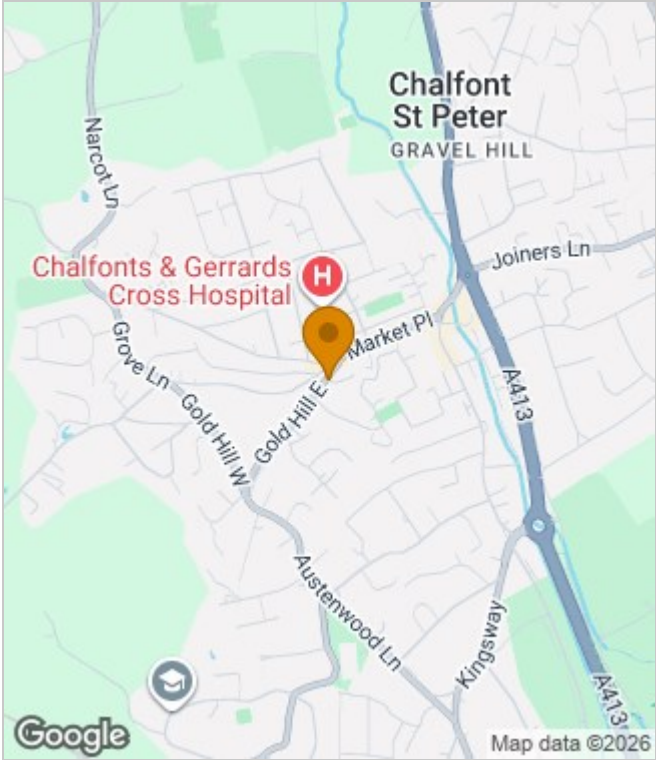 Chalfont
St Peter
GRAVEL HILL
Narcot Ln
Joiners Ln
Chalfonts & Gerrards
Cross Hospital
H
Market Pl
Grove Ln
A413
Gold Hill E
Gold Hill W
Austenwood Ln
Kingsway
A413
Google
Map data ©2026